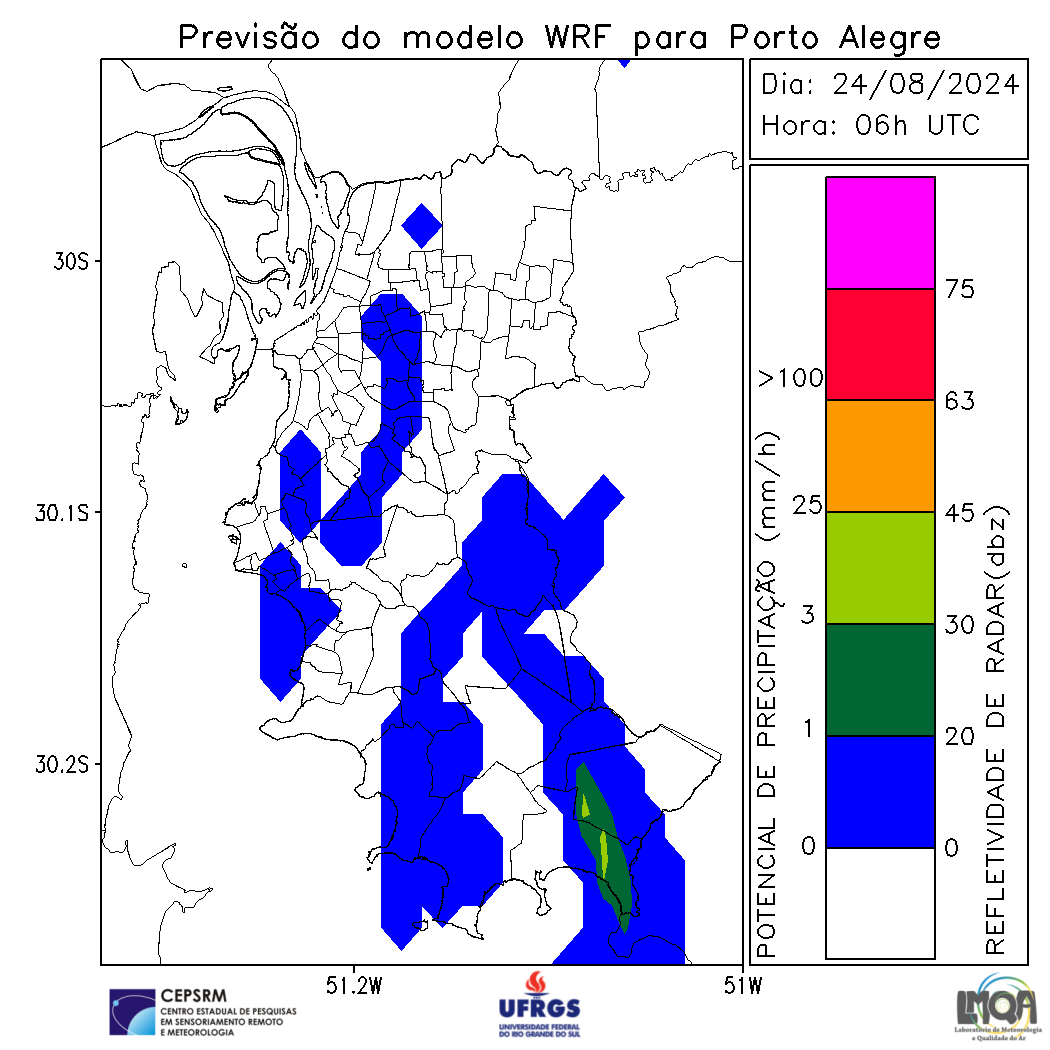 Previsão do modelo WRF para Porto Alegre
Dia: 24/08/2024
Hora: 06h UTC
30S
30.1S
30.2S
51.2W
51W
POTENCIAL DE PRECIPITAÇÃO (mm/h)
>100
25
3
1
0
75
63
45
30
20
0
REFLETIVIDADE DE RADAR(dbz)
CEPSRM
CENTRO ESTADUAL DE PESQUISAS
EM SENSORIAMENTO REMOTO
E METEOROLOGIA
UFRGS
UNIVERSIDADE FEDERAL
DO RIO GRANDE DO SUL
LMQA
Laboratório de Meteorologia
e Qualidade do Ar